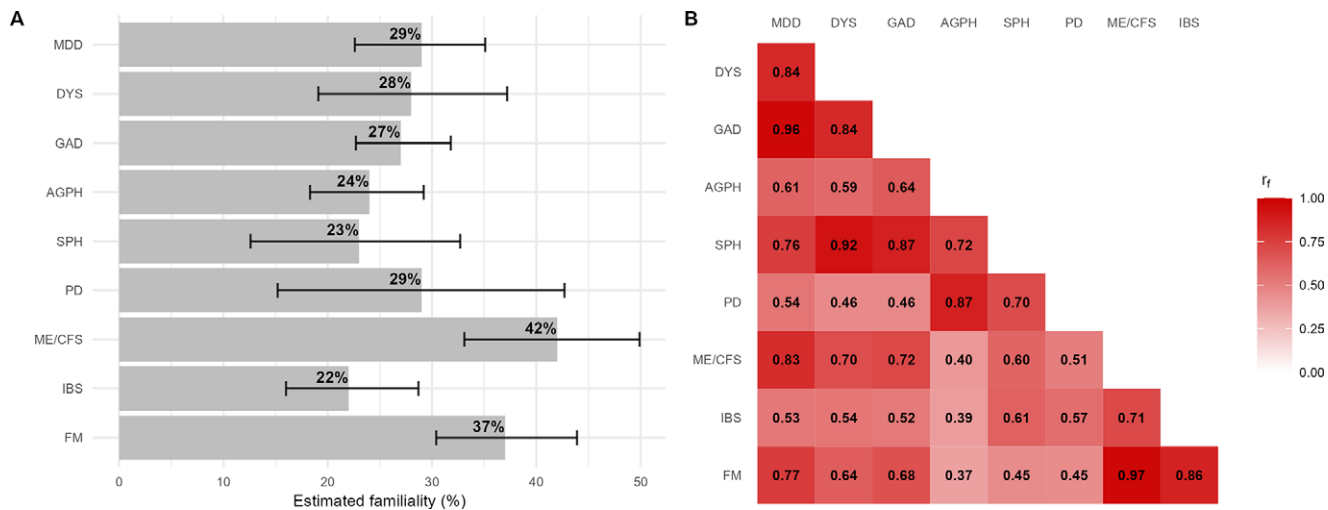 A
MDD 29%
DYS 28%
GAD 27%
AGPH 24%
SPH 23%
PD 29%
ME/CFS 42%
IBS 22%
FM 37%
0 10 20 30 40 50
Estimated familiality (%)
B
MDD DYS GAD AGPH SPH PD ME/CFS IBS
DYS 0.84
GAD 0.96 0.84
AGPH 0.61 0.59 0.64
SPH 0.76 0.92 0.87 0.72
PD 0.54 0.46 0.46 0.87 0.70
ME/CFS 0.83 0.70 0.72 0.40 0.60 0.51
IBS 0.53 0.54 0.52 0.39 0.61 0.57 0.71
FM 0.77 0.64 0.68 0.37 0.45 0.45 0.97 0.86
rf
1.00
0.75
0.50
0.25
0.00